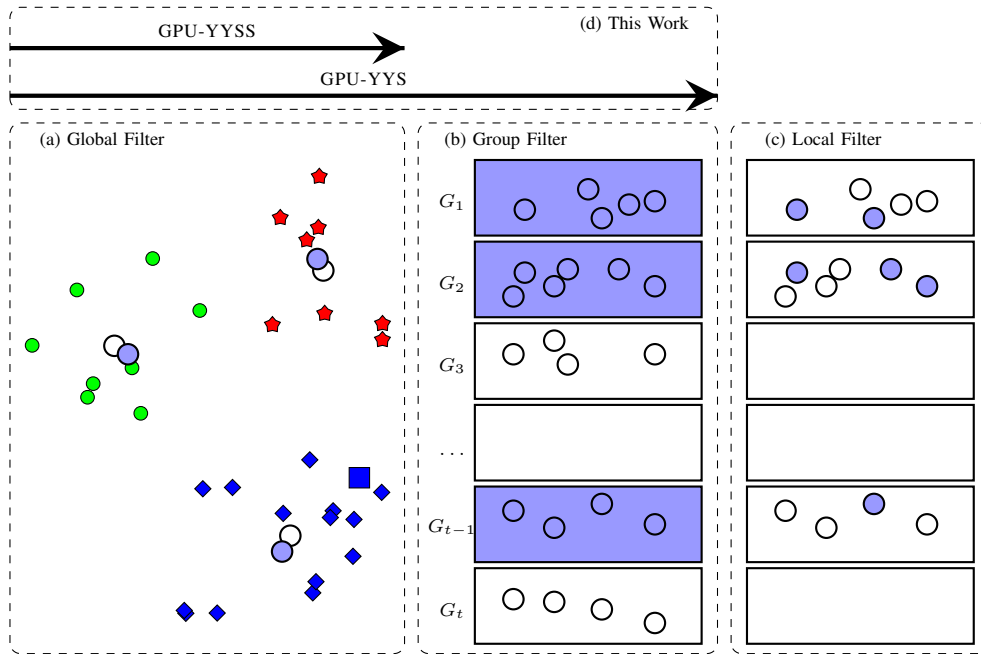 (d) This Work
GPU-YYSS
GPU-YYS
(a) Global Filter
(b) Group Filter
(c) Local Filter
G₁
G₂
G₃
...
Gₜ₋₁
Gₜ